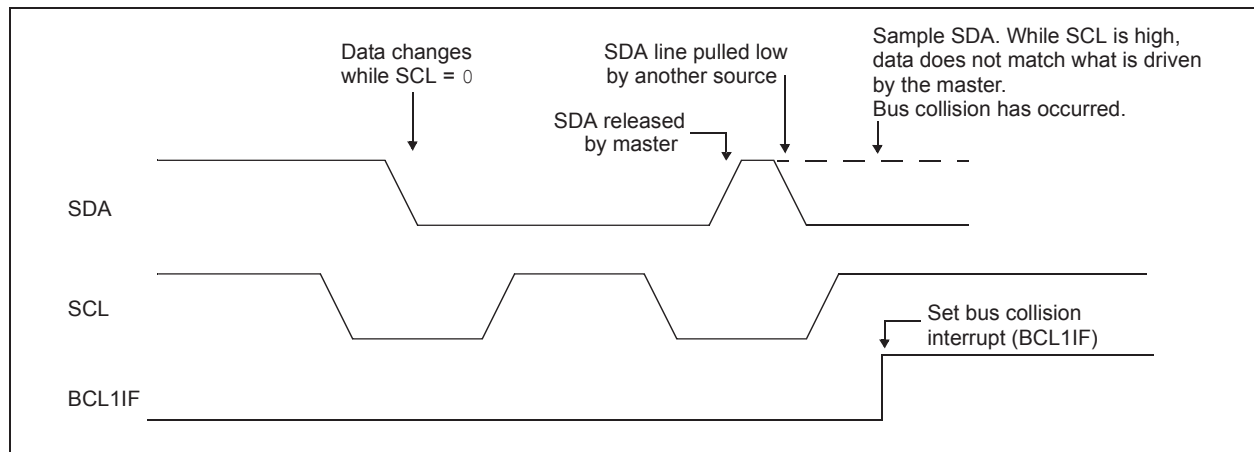 Data changes
while SCL = 0
SDA line pulled low
by another source
Sample SDA. While SCL is high,
data does not match what is driven
by the master.
Bus collision has occurred.
SDA released
by master
SDA
SCL
Set bus collision
interrupt (BCL1IF)
BCL1IF